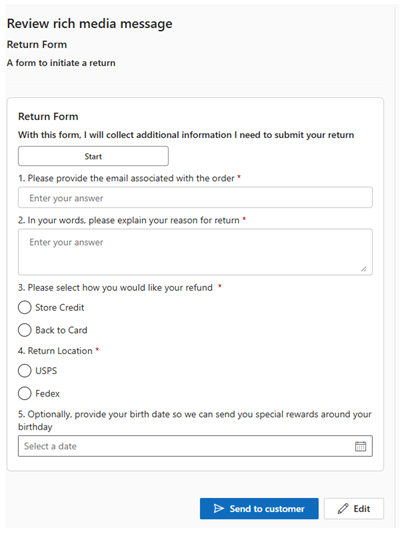 Review rich media message
Return Form
A form to initiate a return
Return Form
With this form, I will collect additional information I need to submit your return
Start
1. Please provide the email associated with the order *
Enter your answer
2. In your words, please explain your reason for return *
Enter your answer
3. Please select how you would like your refund *
Store Credit
Back to Card
4. Return Location *
USPS
Fedex
5. Optionally, provide your birth date so we can send you special rewards around your
birthday
Select a date
Send to customer
Edit